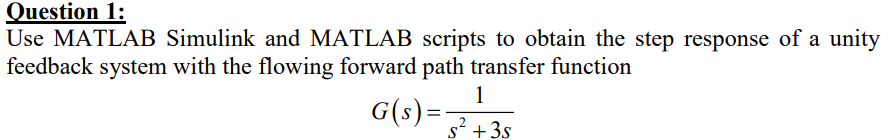 Question 1:
Use MATLAB Simulink and MATLAB scripts to obtain the step response of a unity
feedback system with the flowing forward path transfer function
G(s) = 1 / (s² + 3s)